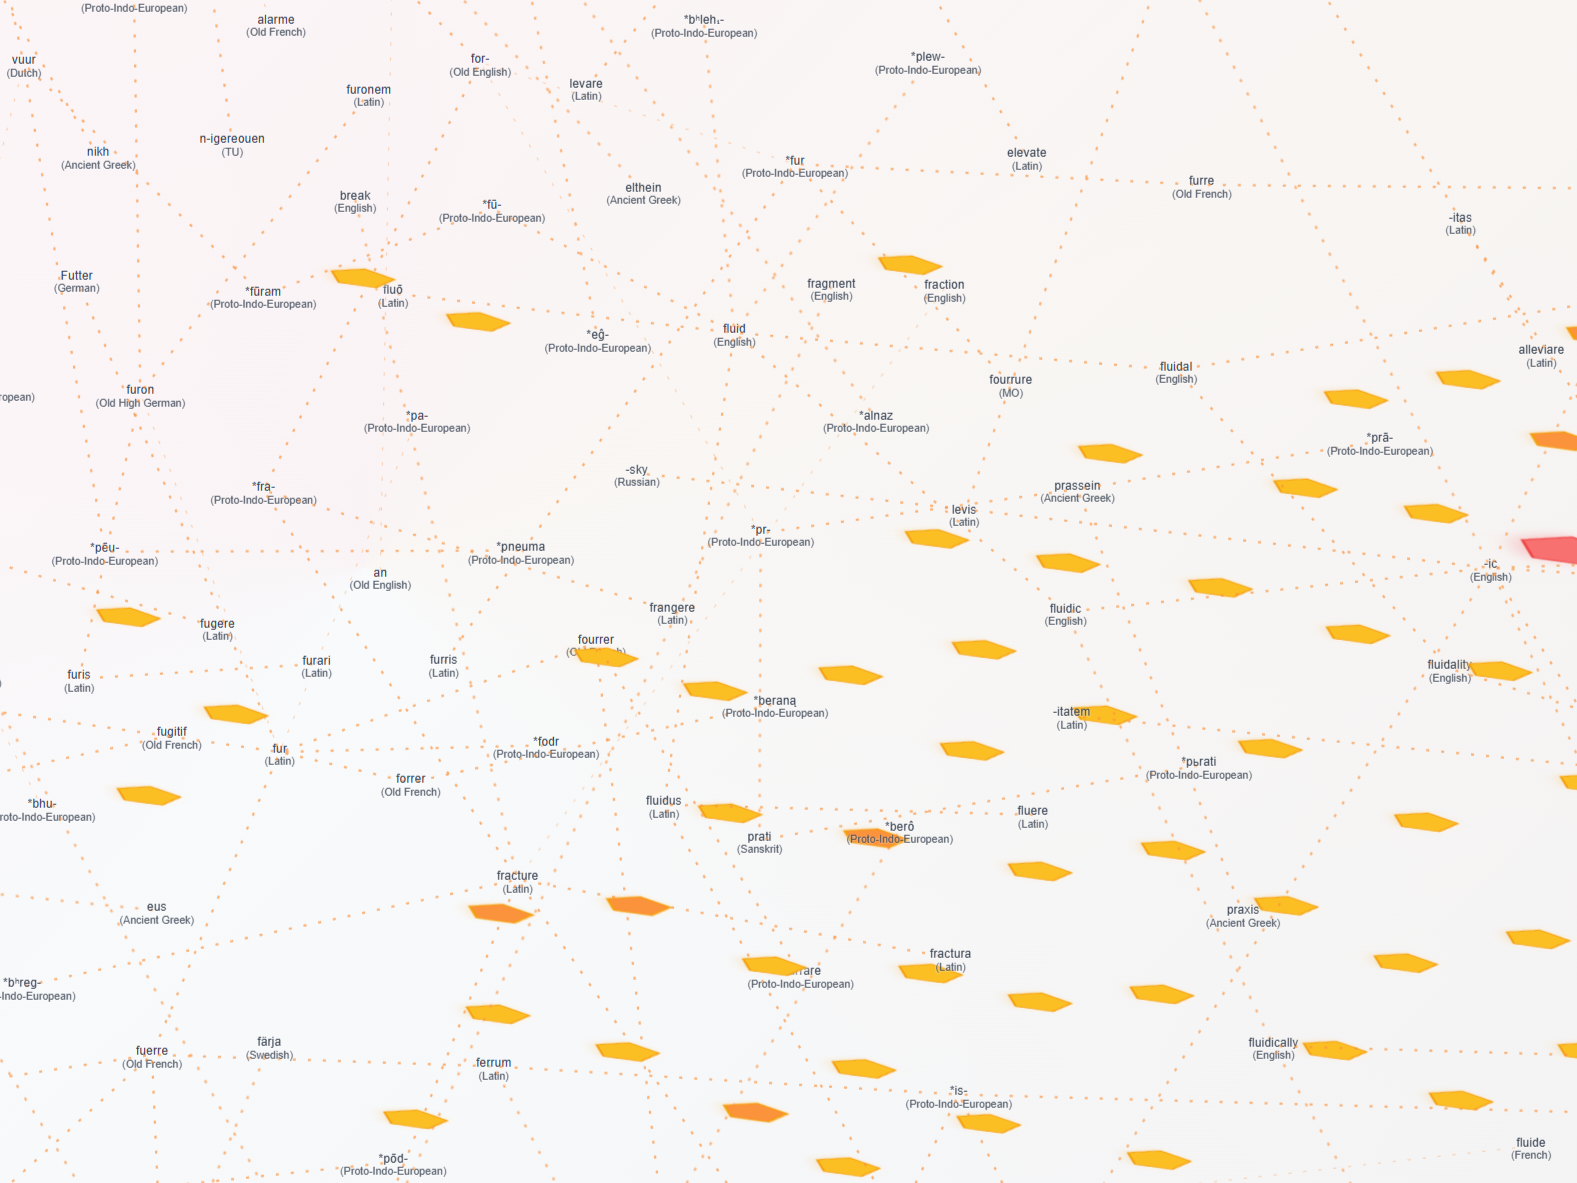 (Proto-Indo-European)
alarme
(Old French)
*bʰleh₁-
(Proto-Indo-European)
vuur
(Dutch)
for-
(Old English)
*plew-
(Proto-Indo-European)
furonem
(Latin)
levare
(Latin)
nikh
(Ancient Greek)
n-igereouen
(TU)
*fur
(Proto-Indo-European)
elevate
(Latin)
furre
(Old French)
break
(English)
*fū-
(Proto-Indo-European)
elthein
(Ancient Greek)
-itas
(Latin)
Futter
(German)
*fūram
(Proto-Indo-European)
fluō
(Latin)
fragment
(English)
fraction
(English)
*eĝ-
(Proto-Indo-European)
fluid
(English)
alleviare
(Latin)
furon
(Old High German)
ropean)
fourrure
(MO)
fluidal
(English)
*pa-
(Proto-Indo-European)
*alnaz
(Proto-Indo-European)
*prā-
(Proto-Indo-European)
*fra-
(Proto-Indo-European)
-sky
(Russian)
prassein
(Ancient Greek)
levis
(Latin)
*pēu-
(Proto-Indo-European)
*pneuma
(Proto-Indo-European)
*pr-
(Proto-Indo-European)
-ic
(English)
an
(Old English)
fugere
(Latin)
frangere
(Latin)
fluidic
(English)
fourrer
furis
(Latin)
furari
(Latin)
furris
(Latin)
fluidality
(English)
*beraną
(Proto-Indo-European)
-itatem
(Latin)
fugitif
(Old French)
fur
(Latin)
*fodr
(Proto-Indo-European)
*pьrati
(Proto-Indo-European)
forrer
(Old French)
*bhu-
roto-Indo-European)
fluidus
(Latin)
fluere
(Latin)
prati
(Sanskrit)
*berô
(Proto-Indo-European)
fracture
(Latin)
eus
(Ancient Greek)
praxis
(Ancient Greek)
*bʰreg-
-Indo-European)
fractura
(Latin)
(Proto-Indo-European)
fuerre
(Old French)
färja
(Swedish)
ferrum
(Latin)
fluidically
(English)
*is-
(Proto-Indo-European)
*pōd-
(Proto-Indo-European)
fluide
(French)